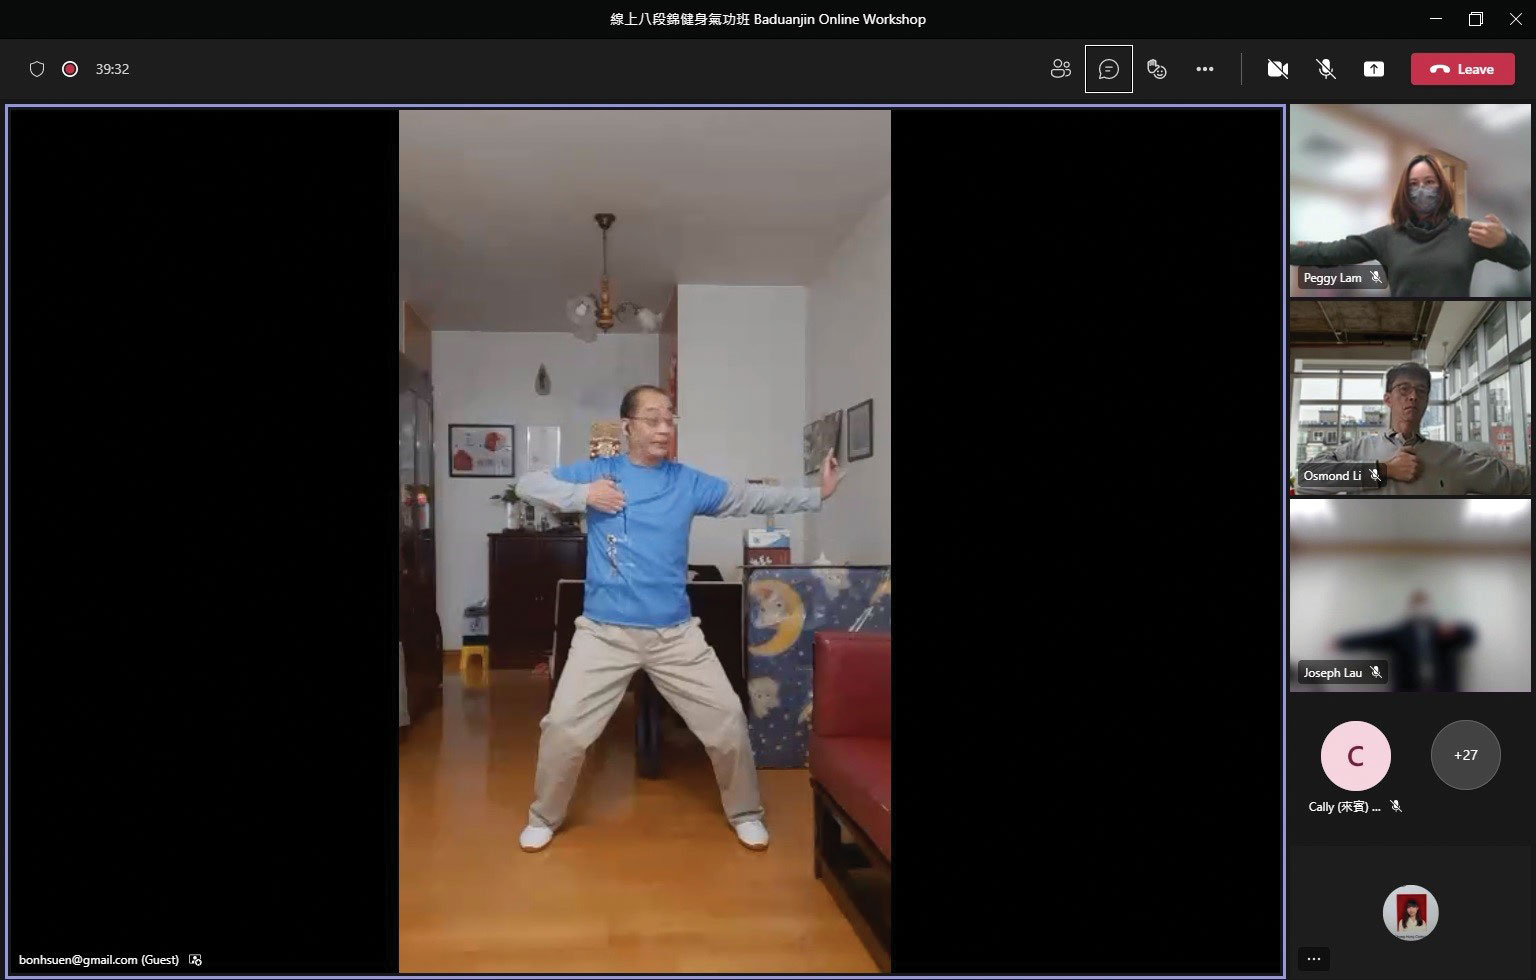 線上八段錦健身氣功班 Baduanjin Online Workshop
39:32
Leave
Peggy Lam
Osmond Li
Joseph Lau
C
+27
Cally (來賓) ...
bonhsuen@gmail.com (Guest)